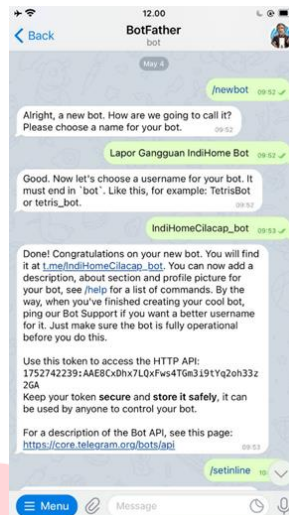 12.00
Back
BotFather
bot
May 4
/newbot 09:52
Alright, a new bot. How are we going to call it?
Please choose a name for your bot.
09:52
Lapor Gangguan IndiHome Bot 09:52
Good. Now let's choose a username for your bot. It
must end in `bot`. Like this, for example: TetrisBot
or tetris_bot.
09:52
IndiHomeCilacap_bot 09:53
Done! Congratulations on your new bot. You will find
it at t.me/IndiHomeCilacap_bot. You can now add a
description, about section and profile picture for
your bot, see /help for a list of commands. By the
way, when you've finished creating your cool bot,
ping our Bot Support if you want a better username
for it. Just make sure the bot is fully operational
before you do this.
Use this token to access the HTTP API:
1752742239:AAE8CxDhx7LQxFws4TGm3i9tYq2oh33z
2GA
Keep your token secure and store it safely, it can
be used by anyone to control your bot.
For a description of the Bot API, see this page:
https://core.telegram.org/bots/api
09:53
/setinline
Menu
Message